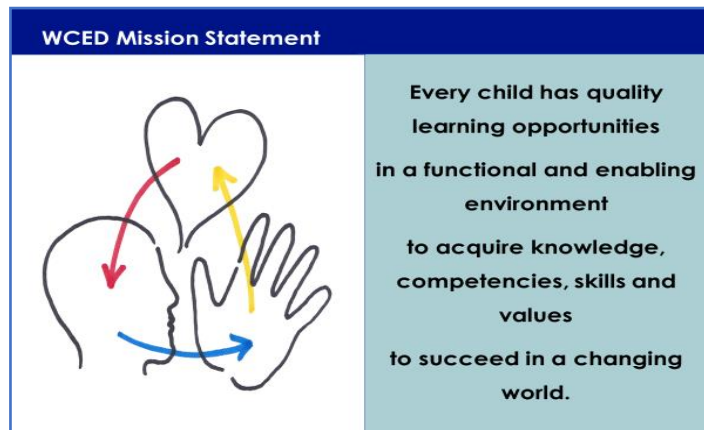 WCED Mission Statement
Every child has quality
learning opportunities
in a functional and enabling
environment
to acquire knowledge,
competencies, skills and
values
to succeed in a changing
world.